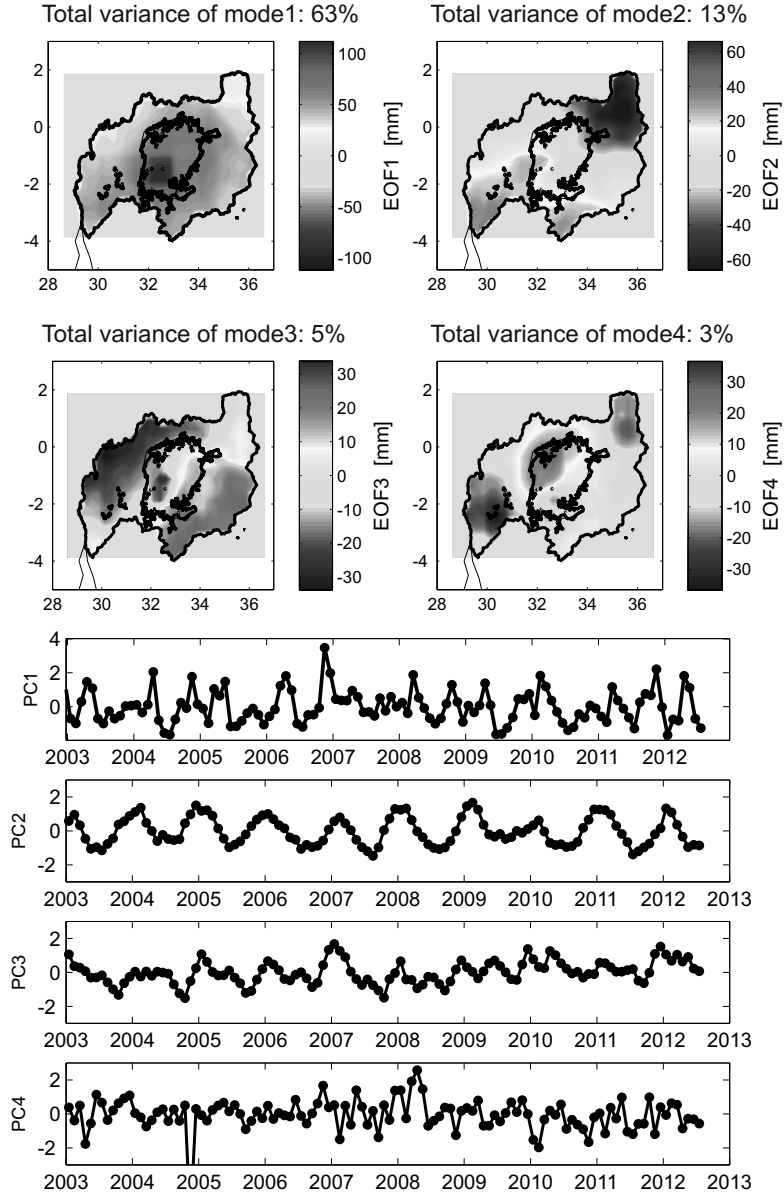 Total variance of mode1: 63%
Total variance of mode2: 13%
2
0
-2
-4
28 30 32 34 36
100
50
0
-50
-100
EOF1 [mm]
2
0
-2
-4
28 30 32 34 36
60
40
20
0
-20
-40
-60
EOF2 [mm]
Total variance of mode3: 5%
Total variance of mode4: 3%
2
0
-2
-4
28 30 32 34 36
30
20
10
0
-10
-20
-30
EOF3 [mm]
2
0
-2
-4
28 30 32 34 36
30
20
10
0
-10
-20
-30
EOF4 [mm]
PC1
4
2
0
2003 2004 2005 2006 2007 2008 2009 2010 2011 2012
PC2
2
0
-2
2003 2004 2005 2006 2007 2008 2009 2010 2011 2012 2013
PC3
2
0
-2
2003 2004 2005 2006 2007 2008 2009 2010 2011 2012 2013
PC4
2
0
-2
2003 2004 2005 2006 2007 2008 2009 2010 2011 2012 2013